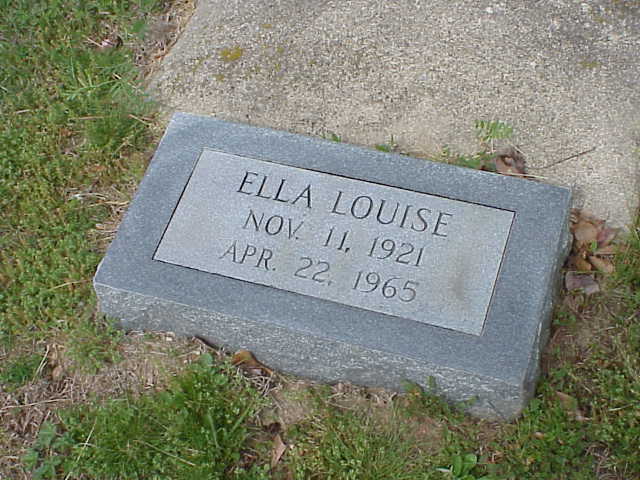 ELLA LOUISE
NOV. 11, 1921
APR. 22, 1965